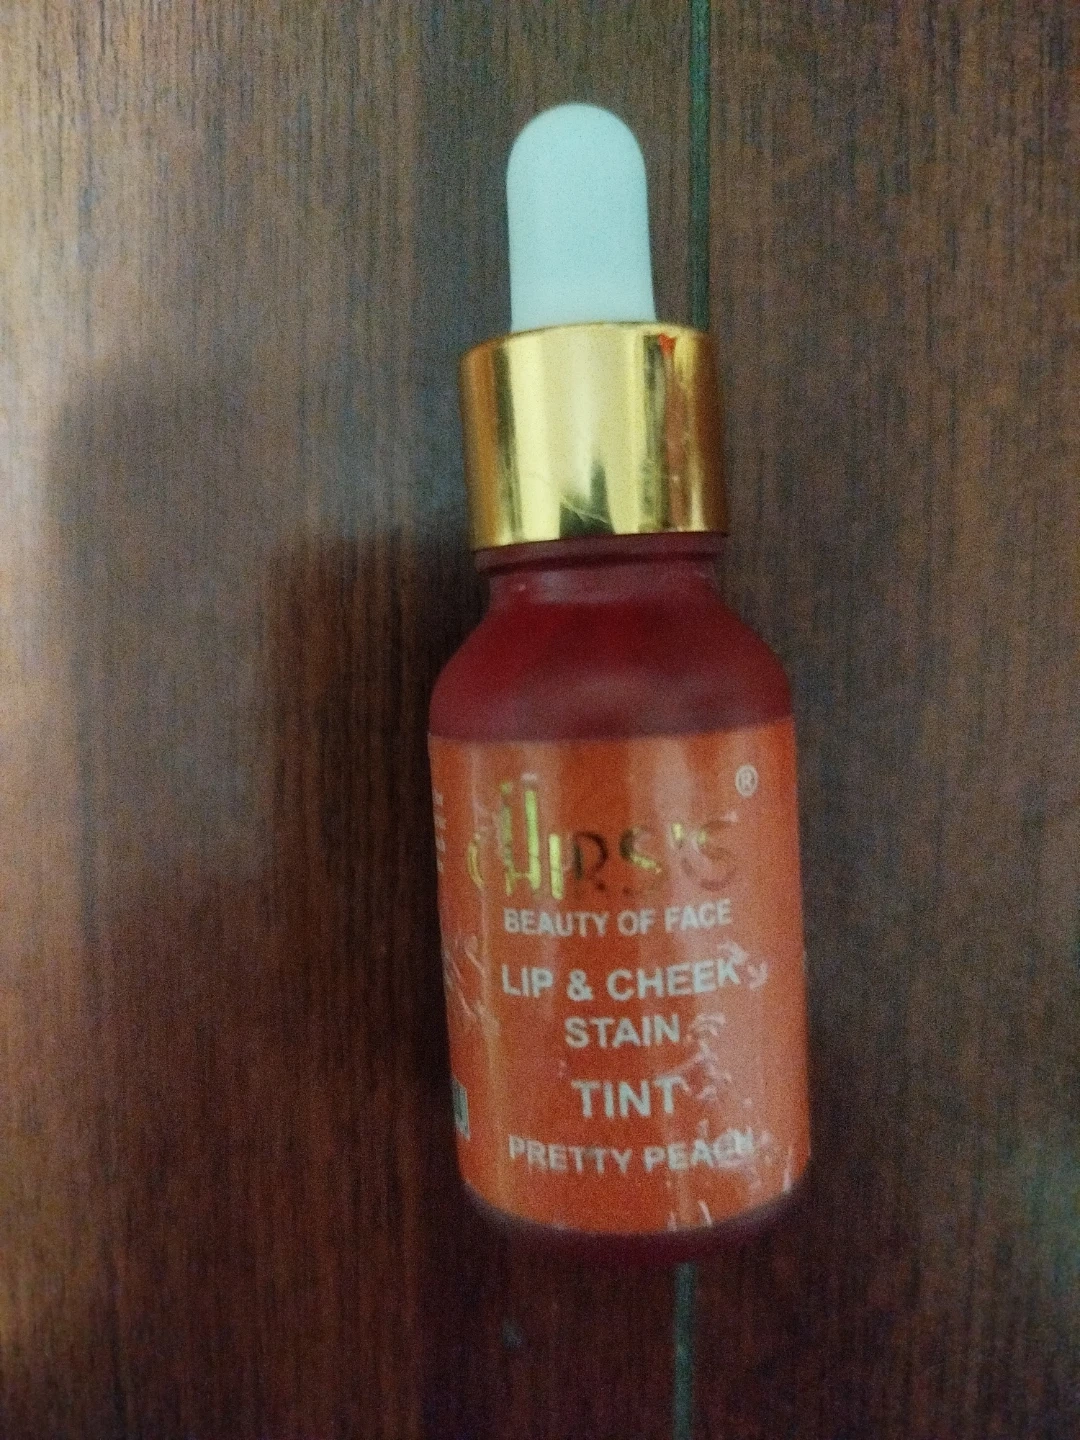 ®
BEAUTY OF FACE
LIP & CHEEK
STAIN
TINT
PRETTY PEACH